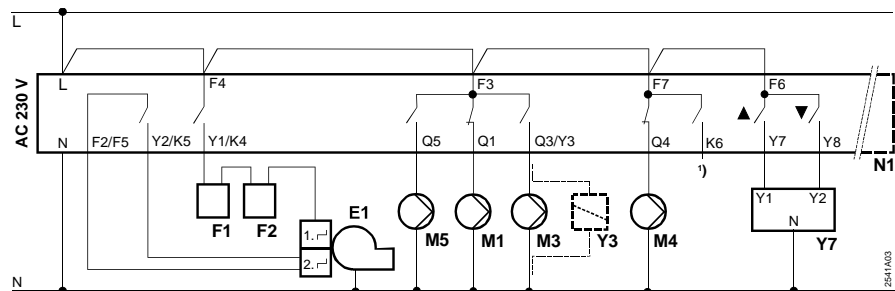 L
AC 230 V
L
F4
F3
F7
F6
N
F2/F5
Y2/K5
Y1/K4
Q5
Q1
Q3/Y3
Q4
K6
Y7
Y8
N1
1)
F1
F2
E1
1.
2.
M5
M1
M3
Y3
M4
Y1
Y2
N
Y7
N
2541A03